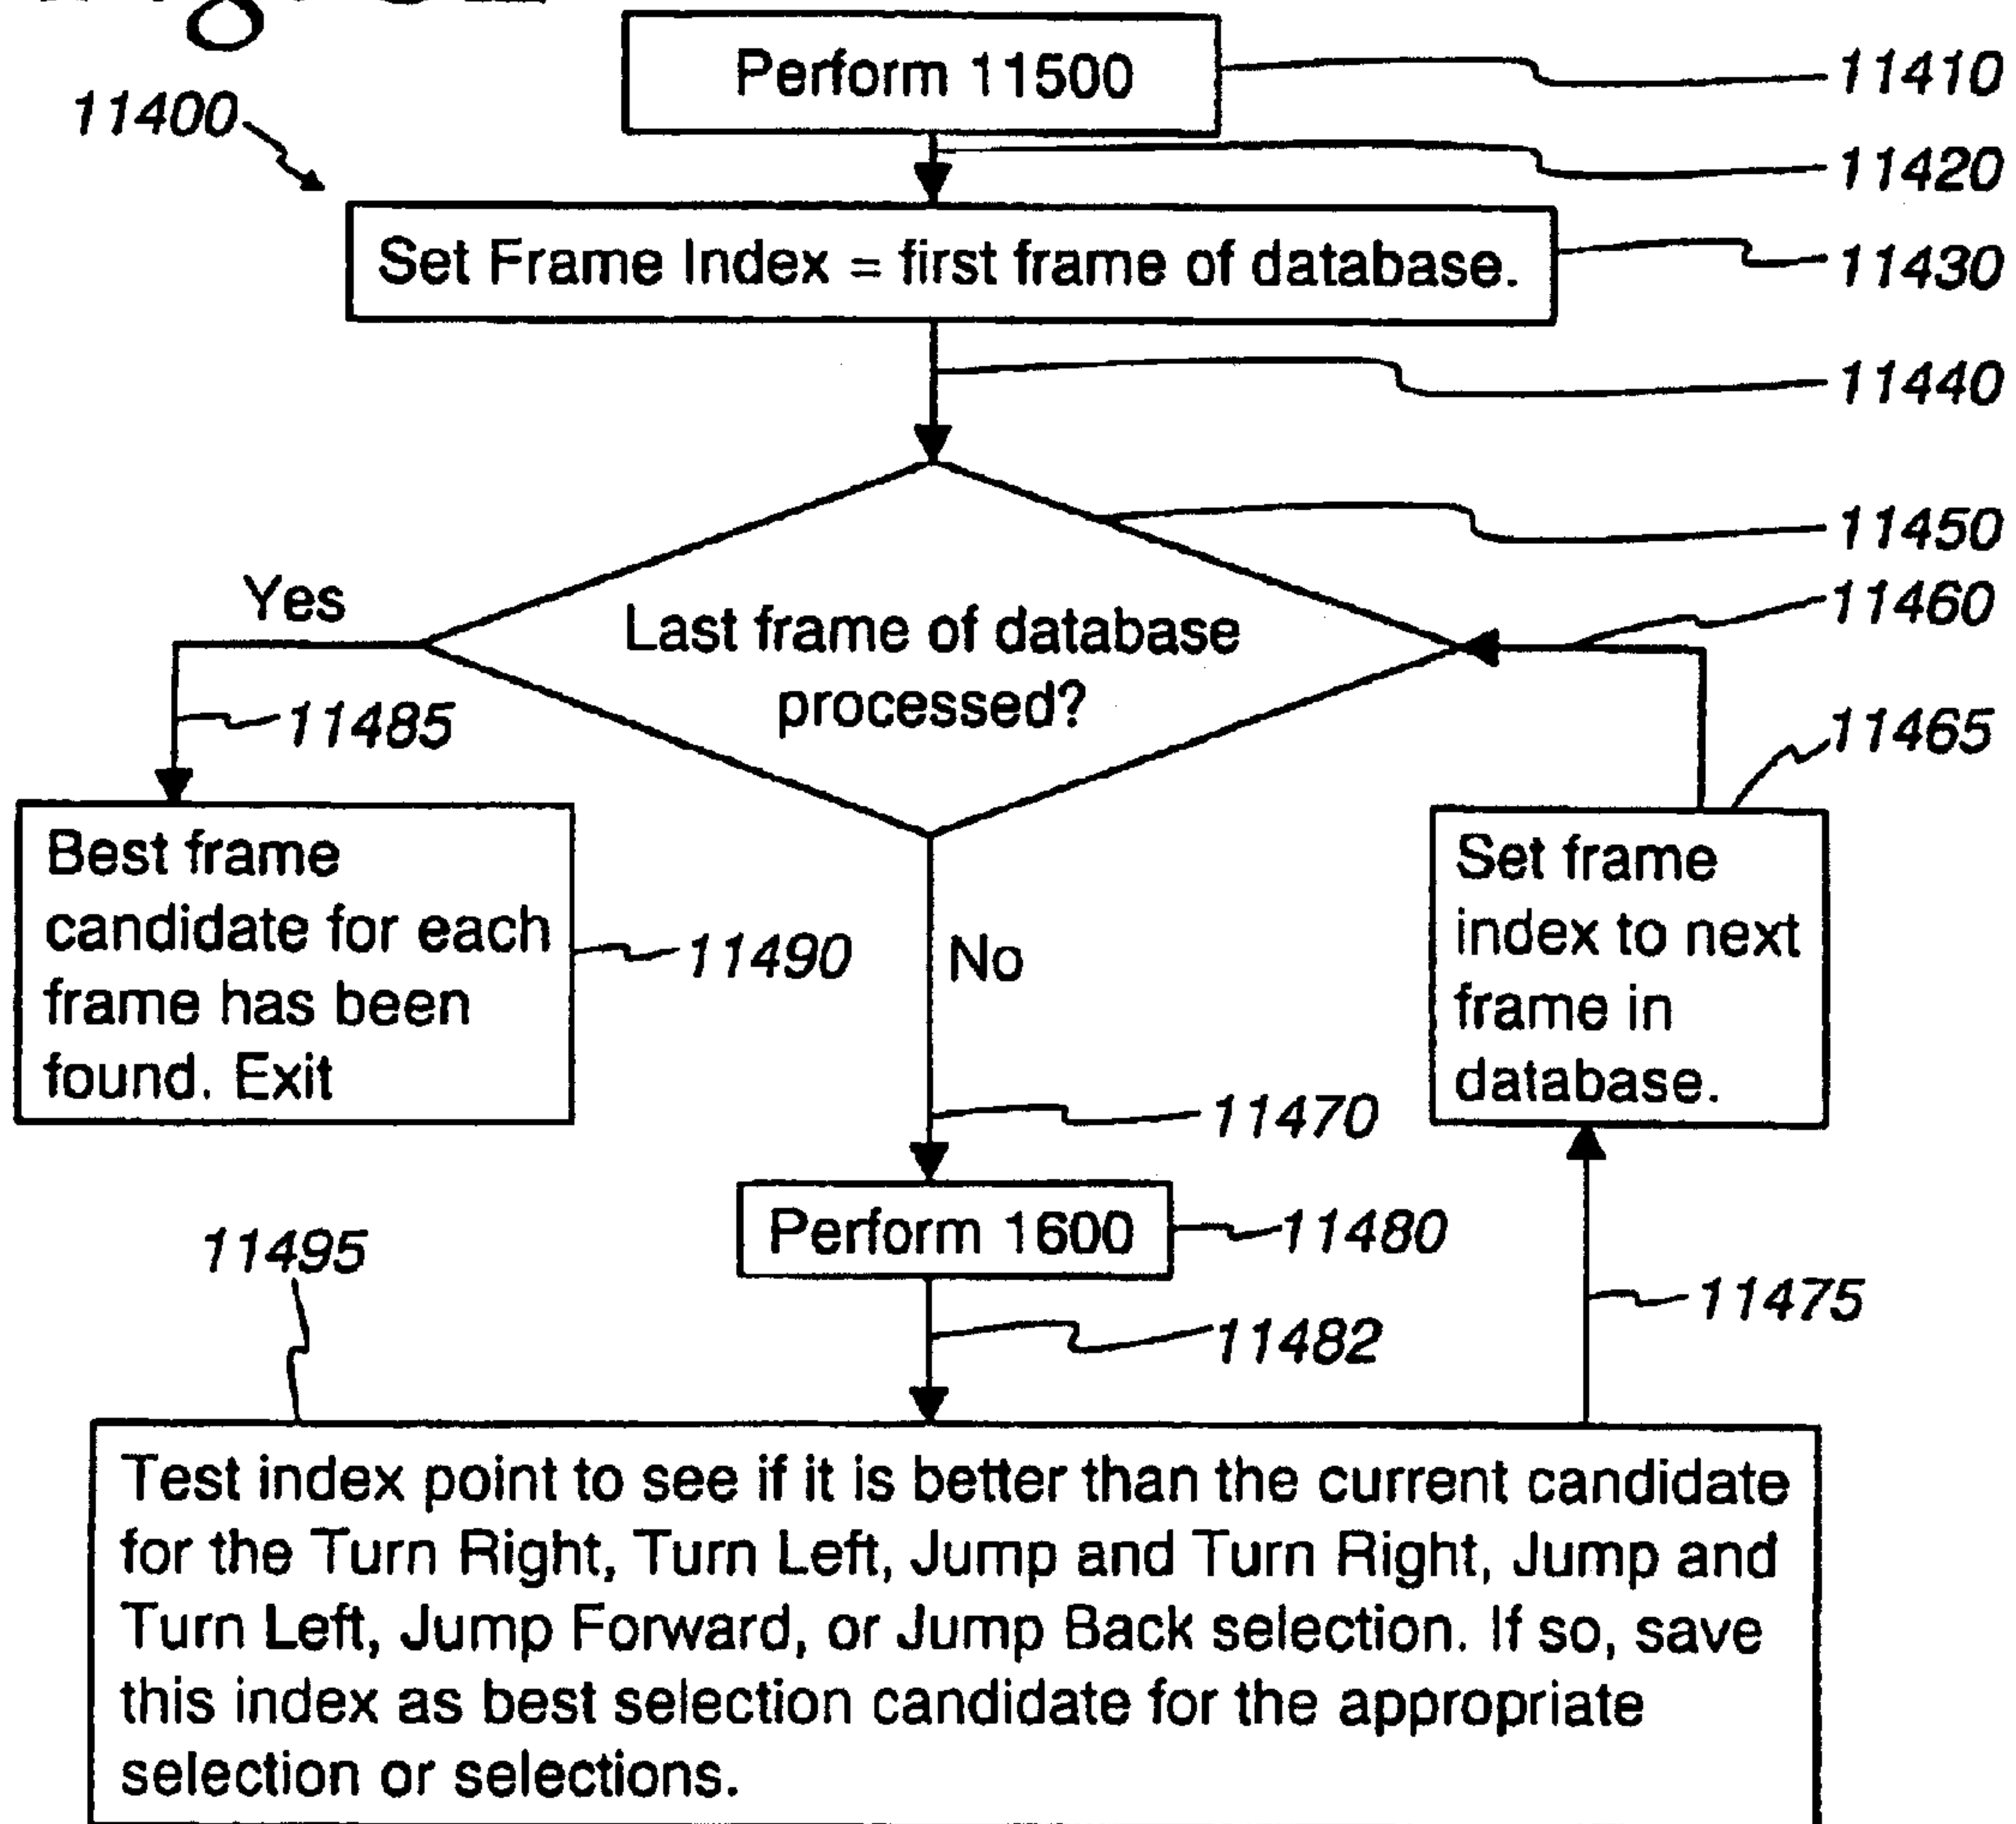 Perform 11500
11410
11400
11420
Set Frame Index = first frame of database.
11430
11440
11450
Yes
11460
Last frame of database
processed?
11485
11465
Best frame
candidate for each
frame has been
found. Exit
11490
No
Set frame
index to next
frame in
database.
11470
Perform 1600
11480
11495
11475
11482
Test index point to see if it is better than the current candidate
for the Turn Right, Turn Left, Jump and Turn Right, Jump and
Turn Left, Jump Forward, or Jump Back selection. If so, save
this index as best selection candidate for the appropriate
selection or selections.